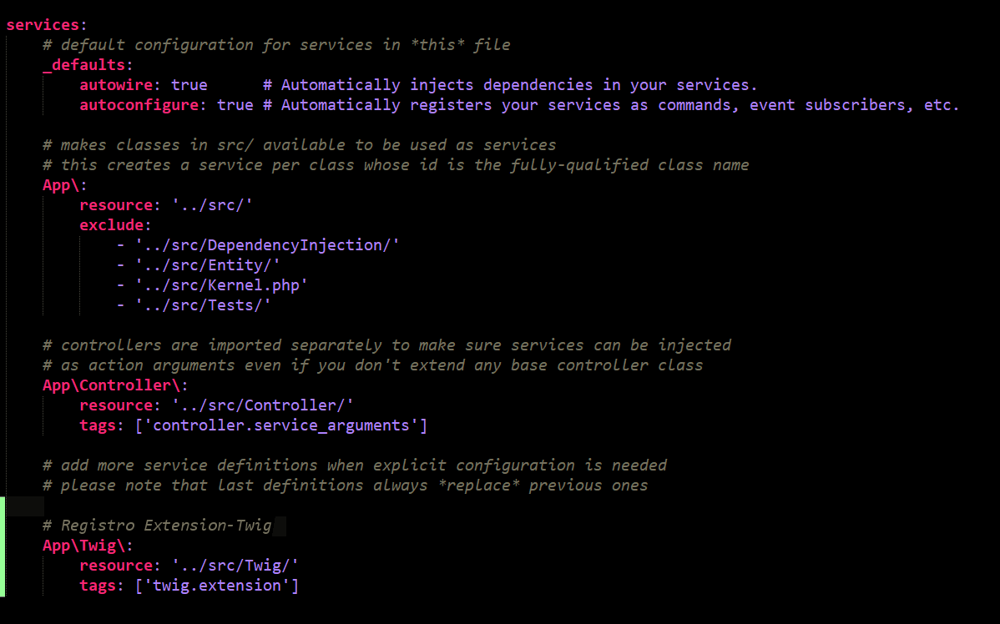 services:
    # default configuration for services in *this* file
    _defaults:
        autowire: true      # Automatically injects dependencies in your services.
        autoconfigure: true # Automatically registers your services as commands, event subscribers, etc.

    # makes classes in src/ available to be used as services
    # this creates a service per class whose id is the fully-qualified class name
    App\:
        resource: '../src/'
        exclude:
            - '../src/DependencyInjection/'
            - '../src/Entity/'
            - '../src/Kernel.php'
            - '../src/Tests/'

    # controllers are imported separately to make sure services can be injected
    # as action arguments even if you don't extend any base controller class
    App\Controller\:
        resource: '../src/Controller/'
        tags: ['controller.service_arguments']

    # add more service definitions when explicit configuration is needed
    # please note that last definitions always *replace* previous ones

    # Registro Extension-Twig
    App\Twig\:
        resource: '../src/Twig/'
        tags: ['twig.extension']